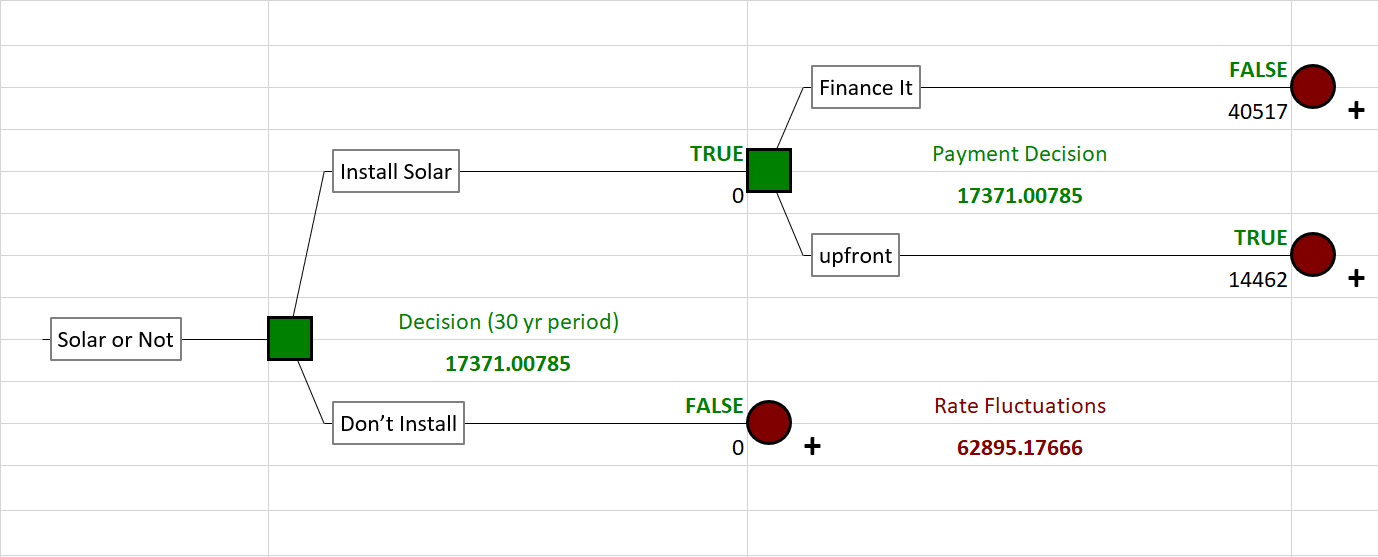 FALSE
Finance It
40517
+
TRUE
Payment Decision
Install Solar
0
17371.00785
TRUE
upfront
14462
+
Decision (30 yr period)
Solar or Not
17371.00785
FALSE
Rate Fluctuations
Don’t Install
0
+
62895.17666